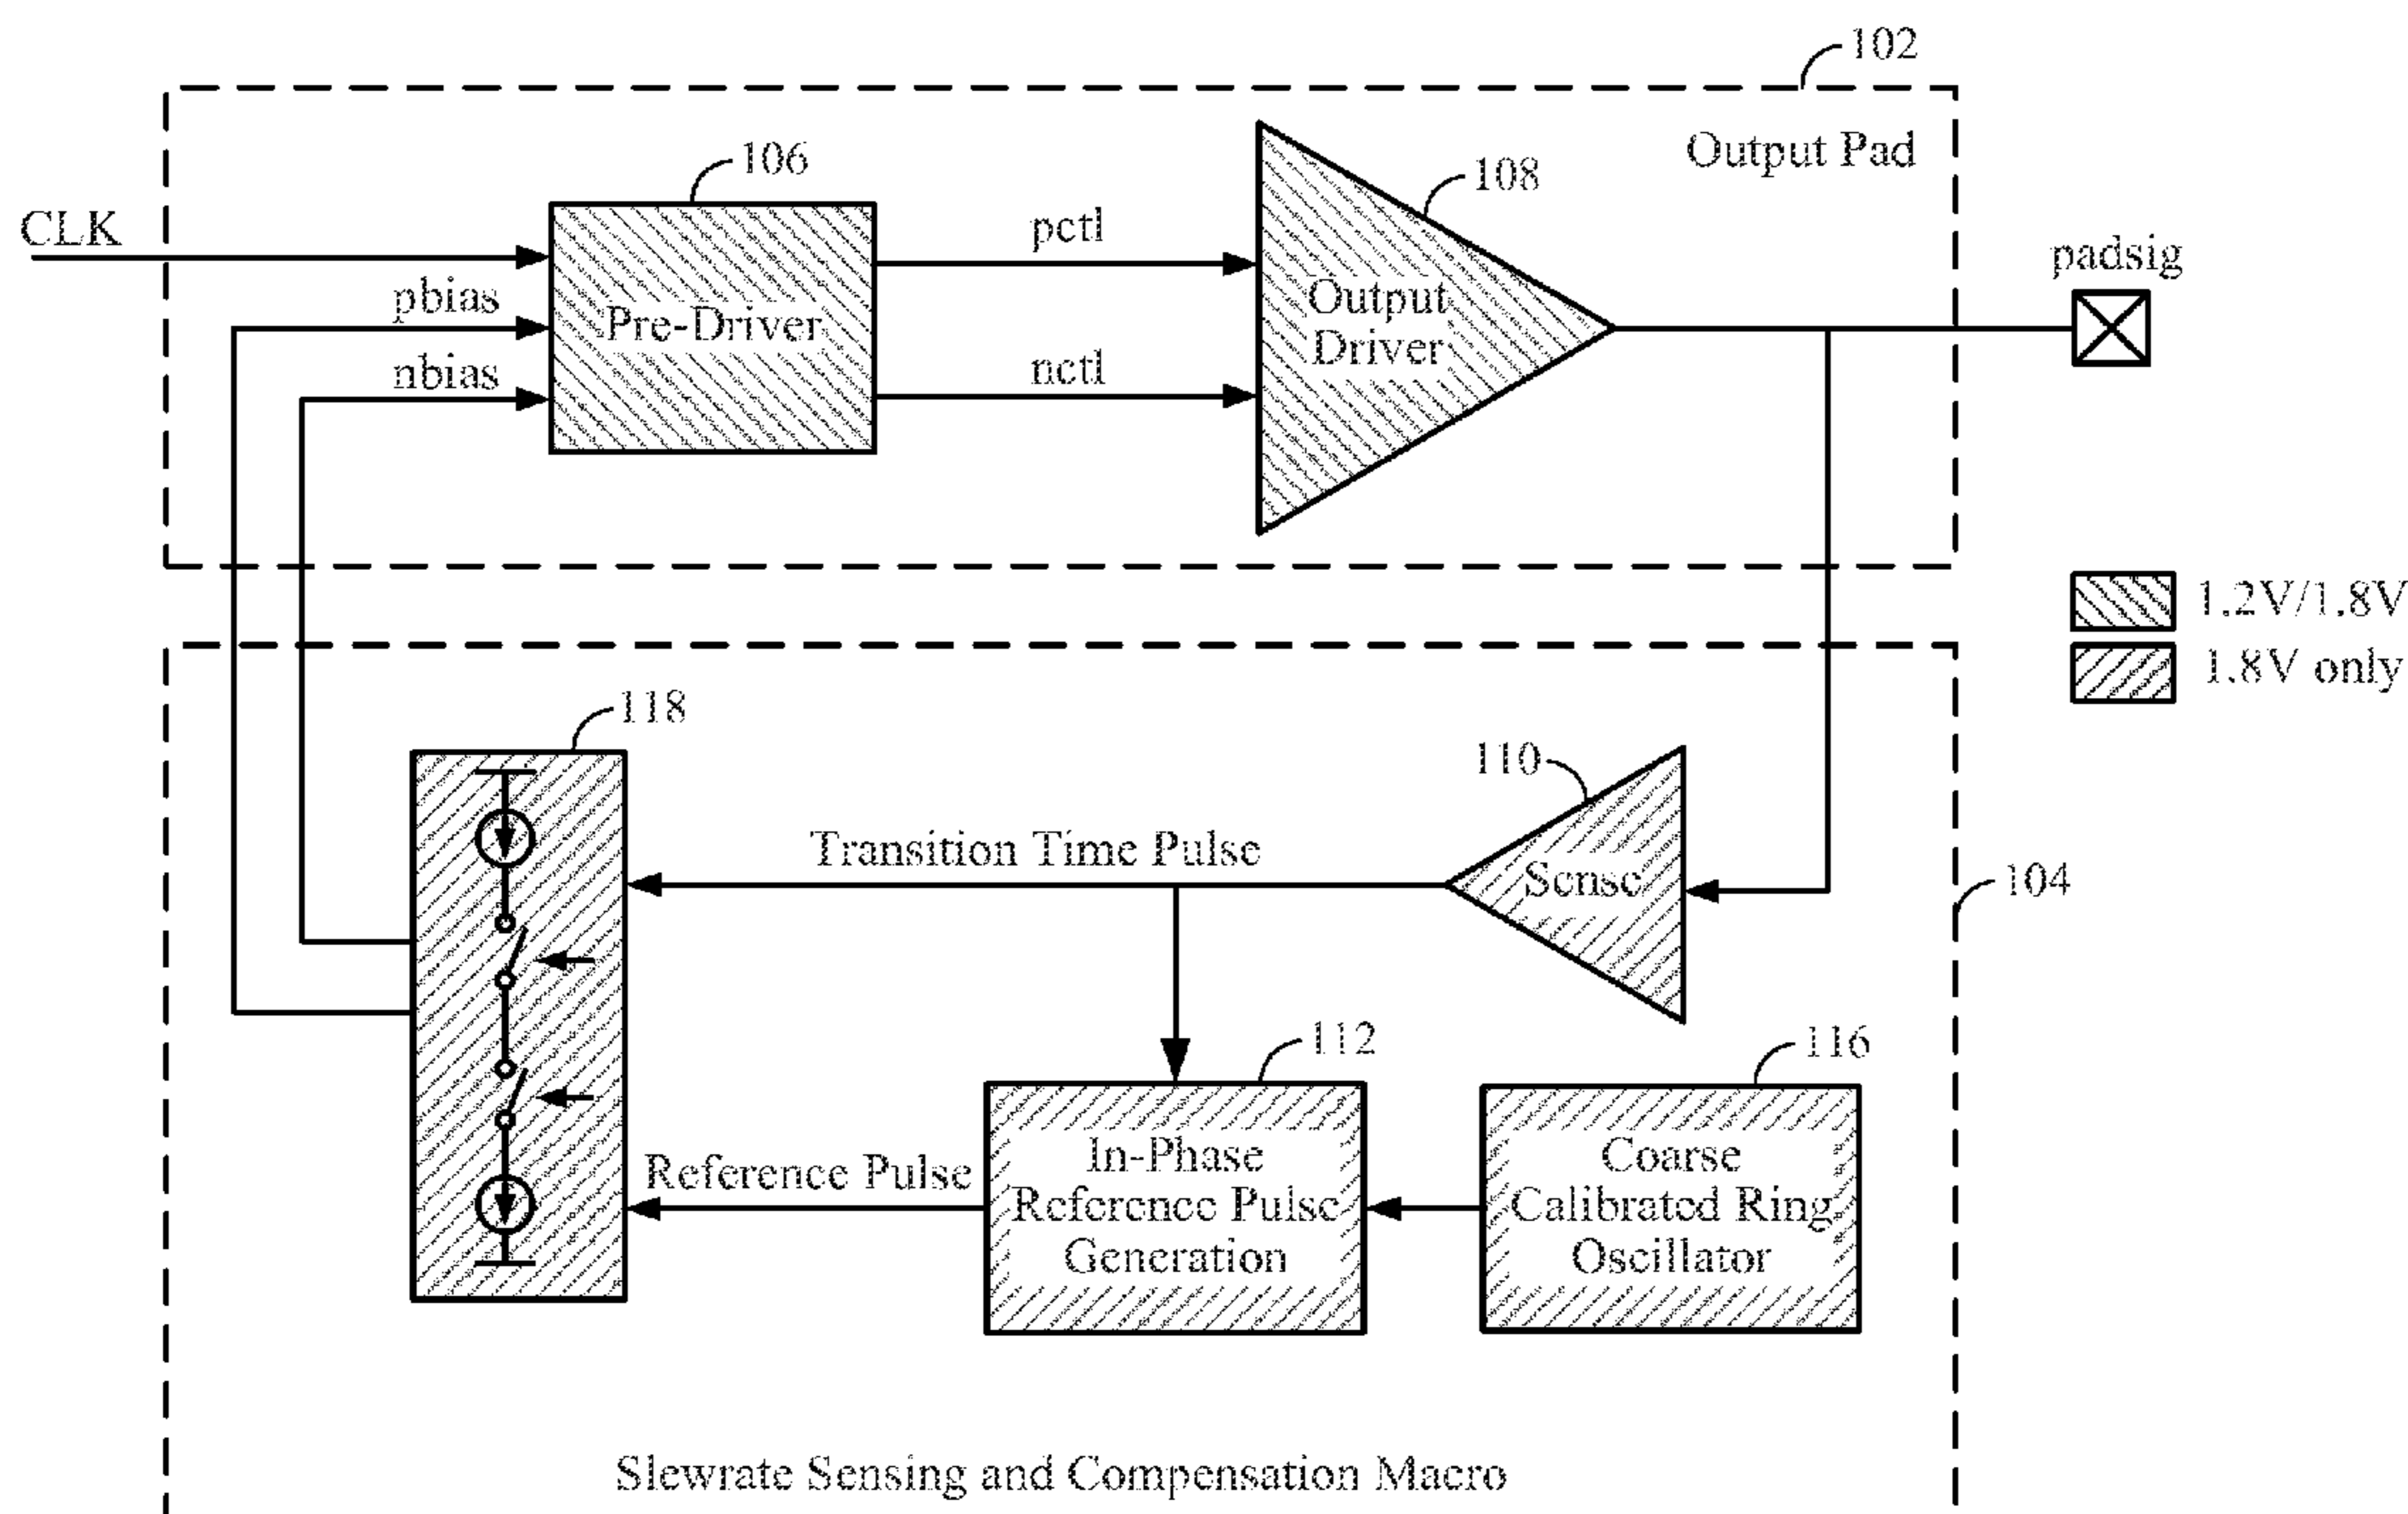 102
Output Pad
106
108
CLK
pbias
nbias
Pre-Driver
pctl
nctl
Output
Driver
padsig
1.2V/1.8V
1.8V only
118
110
Transition Time Pulse
Sense
104
112
116
Reference Pulse
In-Phase
Reference Pulse
Generation
Coarse
Calibrated Ring
Oscillator
Slewrate Sensing and Compensation Macro